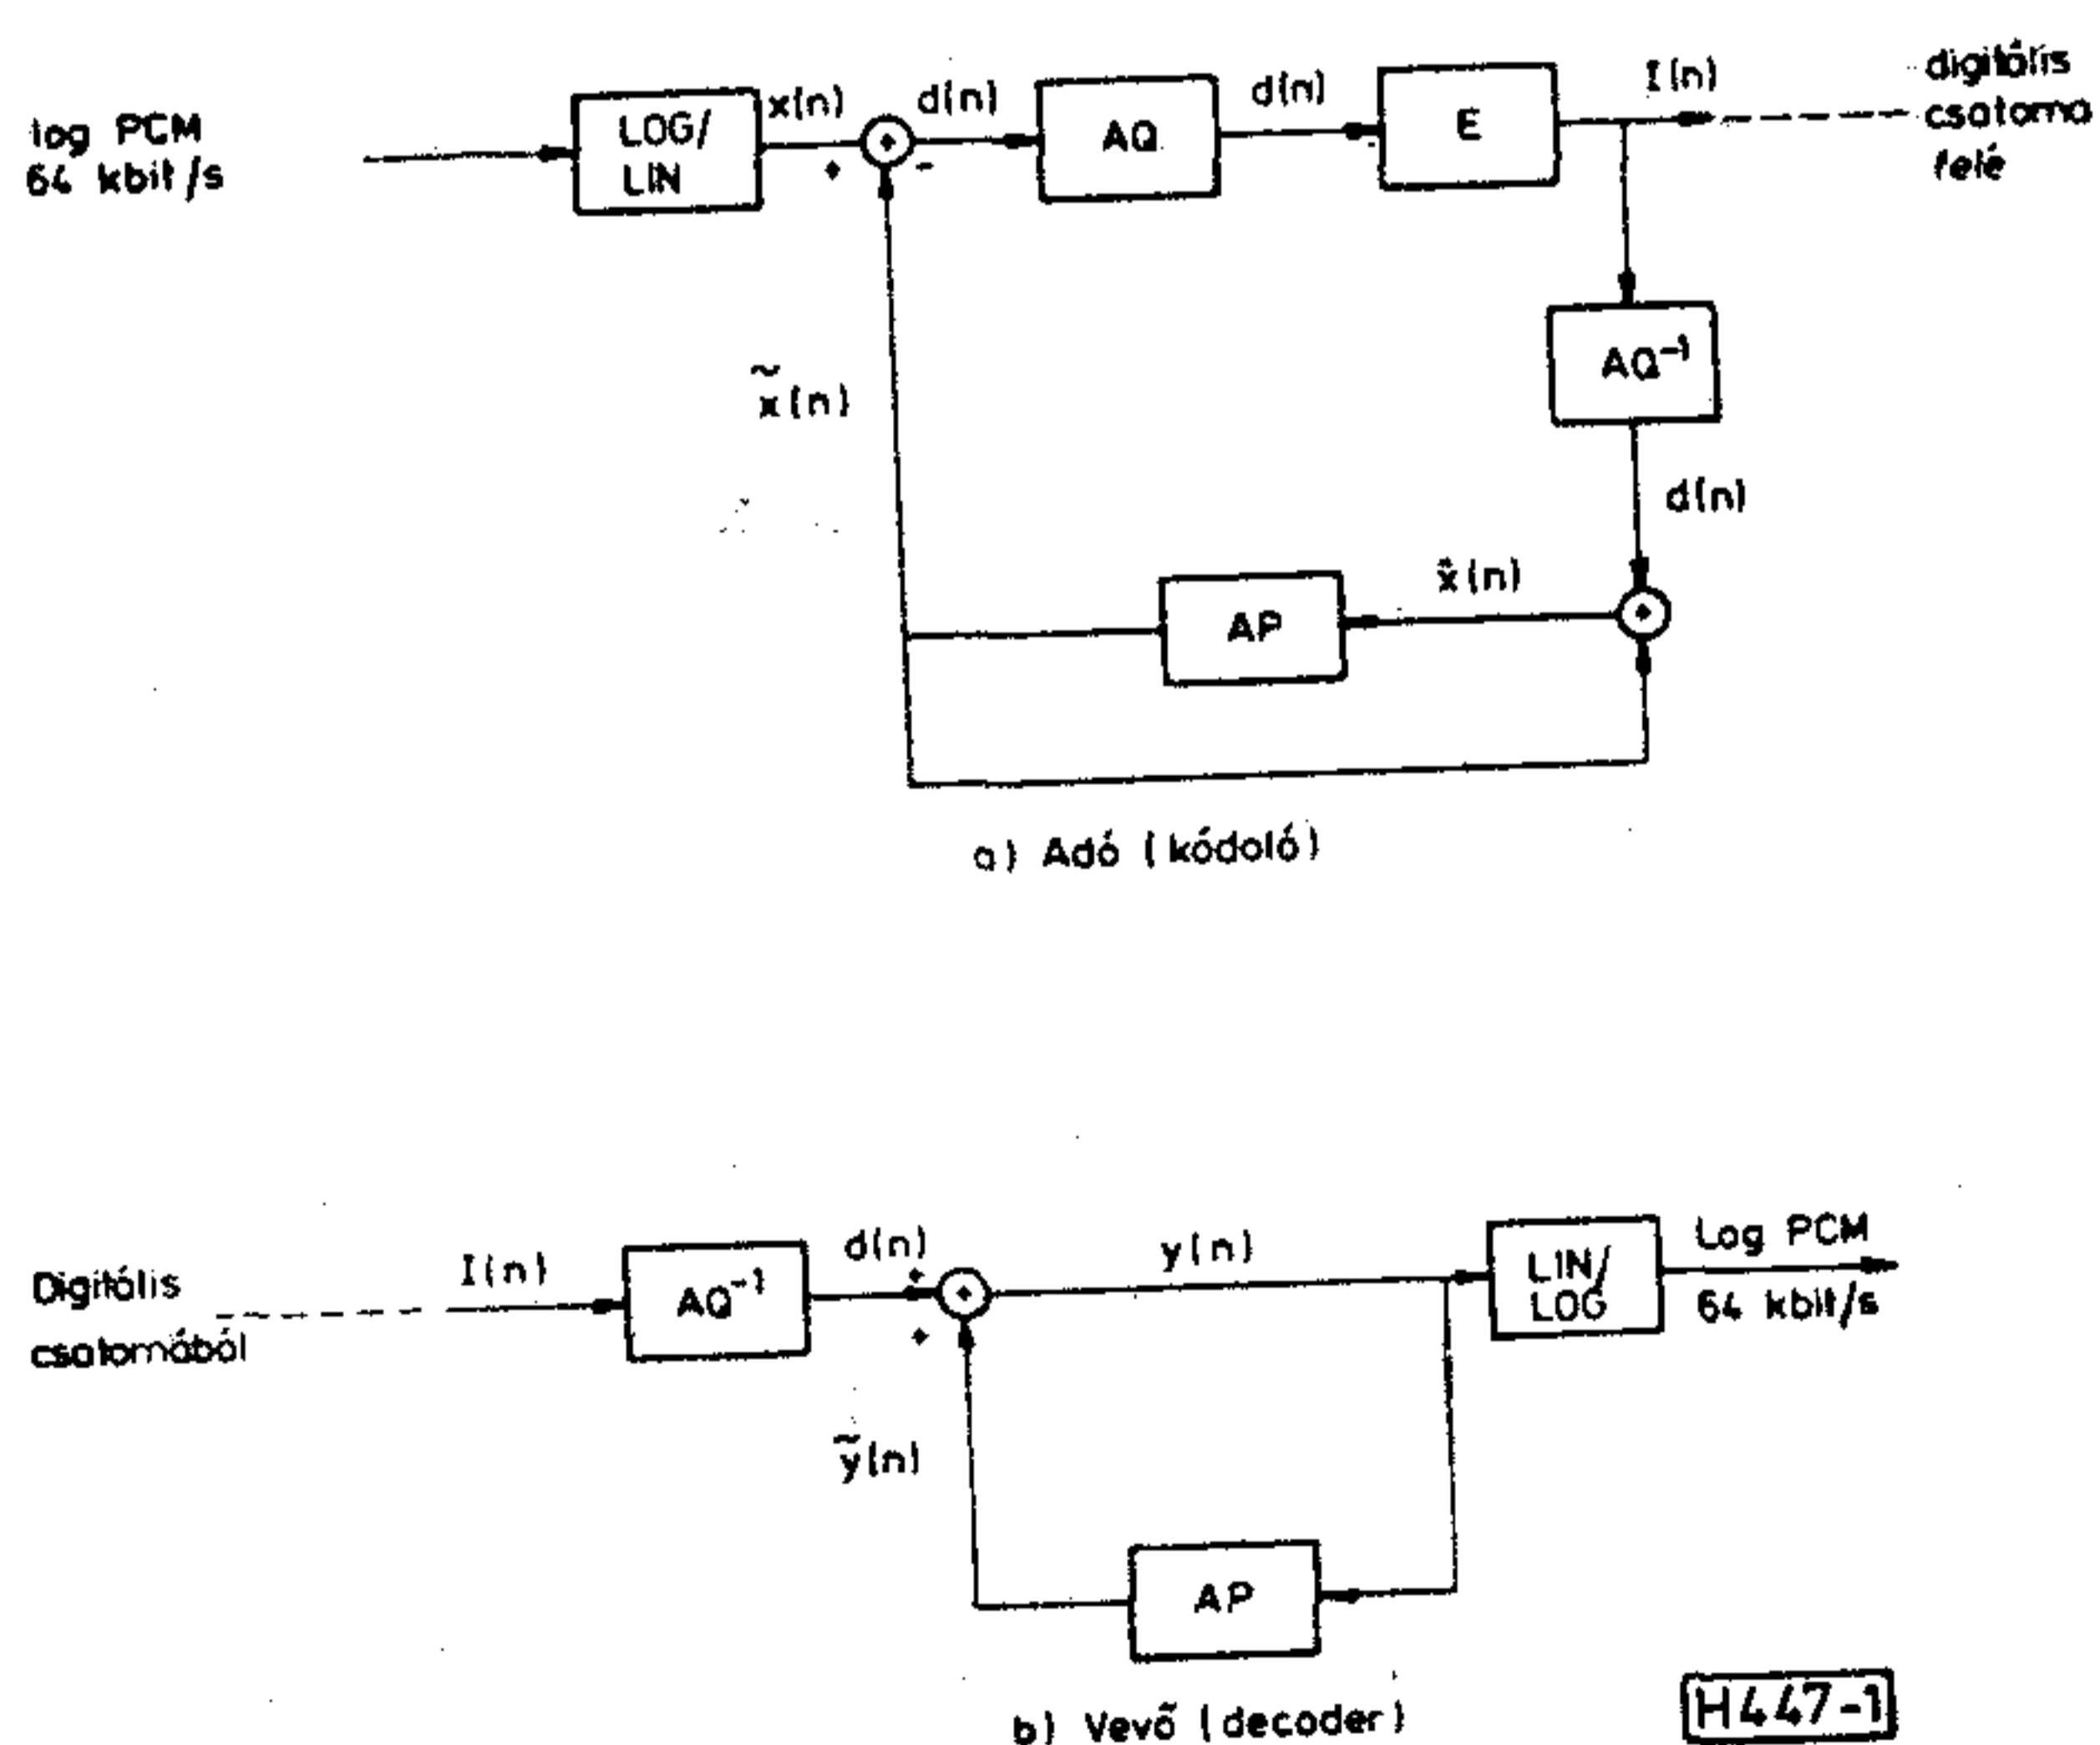 log PCM
64 kbit/s
LOG/
LIN
x(n)
+
-
d(n)
AQ
d(n)
E
I(n)
digitális
csatorna
felé
AQ⁻¹
d(n)
x̃(n)
AP
x̂(n)
a) Adó (kódoló)
Digitális
csatornából
I(n)
AQ⁻¹
d(n)
+
+
y(n)
LIN/
LOG
Log PCM
64 kbit/s
ỹ(n)
AP
b) Vevő (decoder)
H447-1